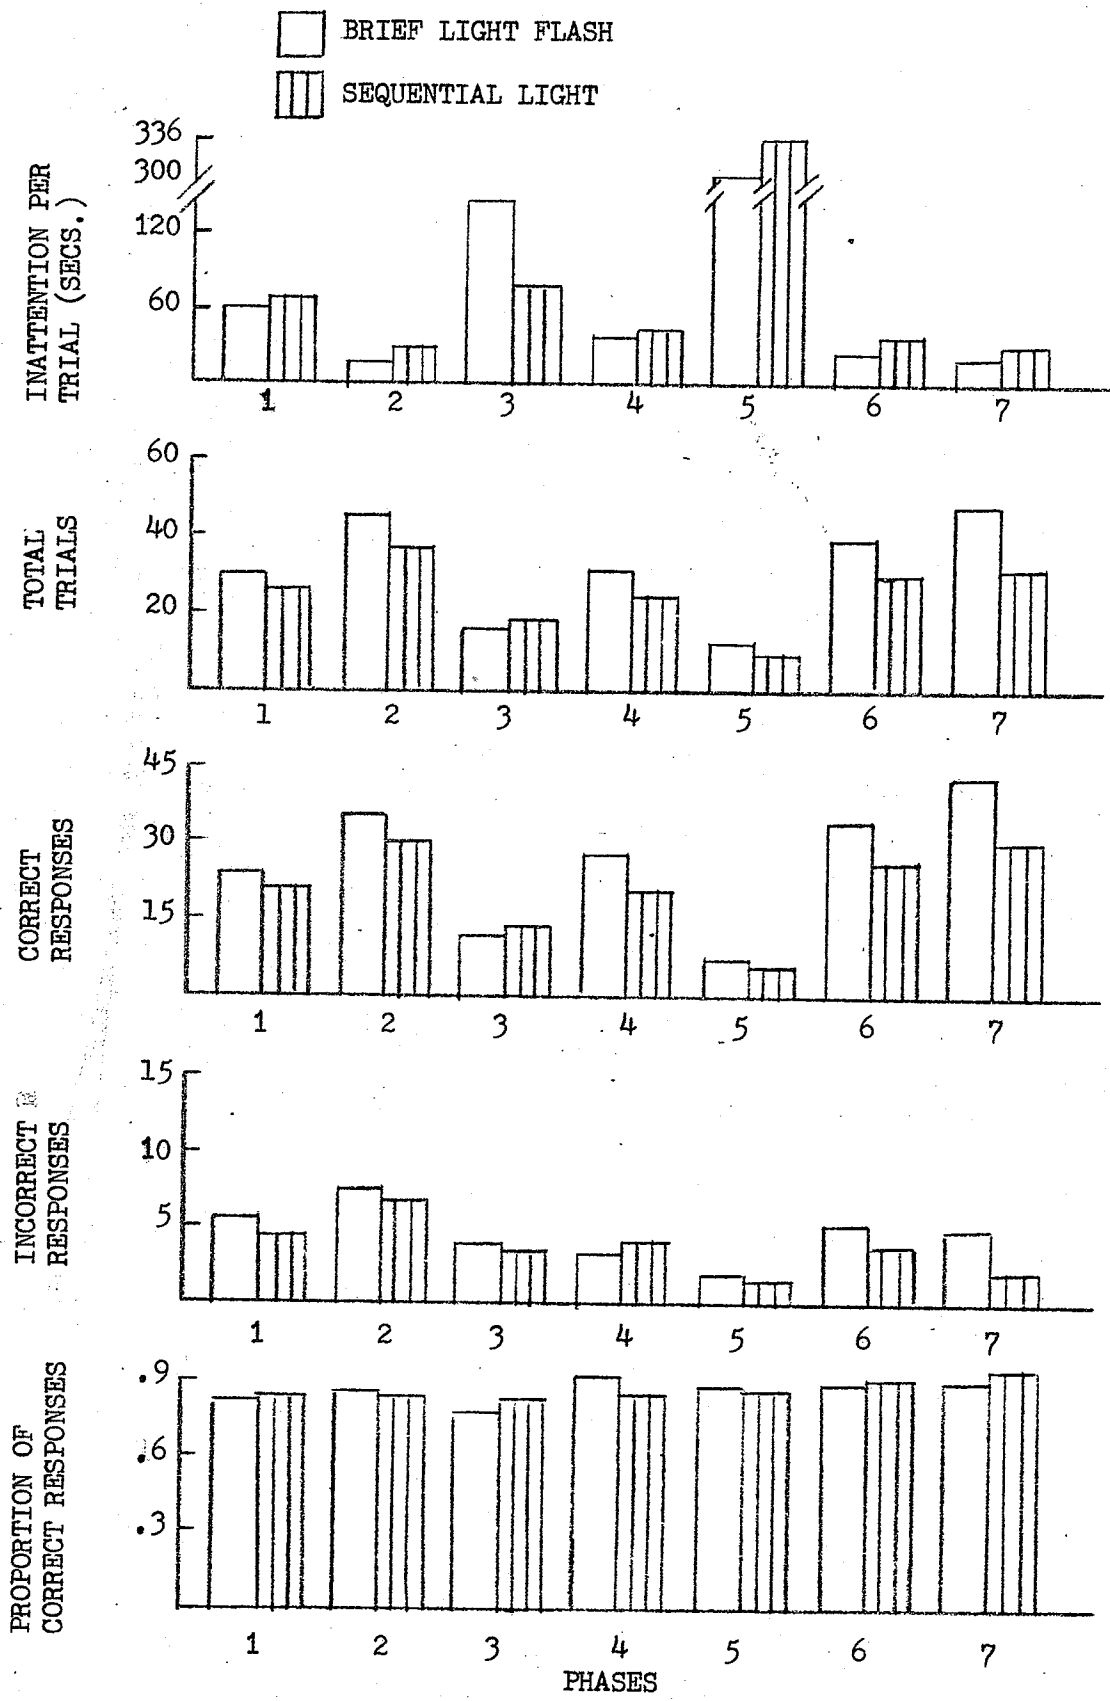 BRIEF LIGHT FLASH
SEQUENTIAL LIGHT
INATTENTION PER
TRIAL (SECS.)
336
300
120
60
1 2 3 4 5 6 7
TOTAL
TRIALS
60
40
20
1 2 3 4 5 6 7
CORRECT
RESPONSES
45
30
15
1 2 3 4 5 6 7
INCORRECT
RESPONSES
15
10
5
1 2 3 4 5 6 7
PROPORTION OF
CORRECT RESPONSES
.9
.6
.3
1 2 3 4 5 6 7
PHASES